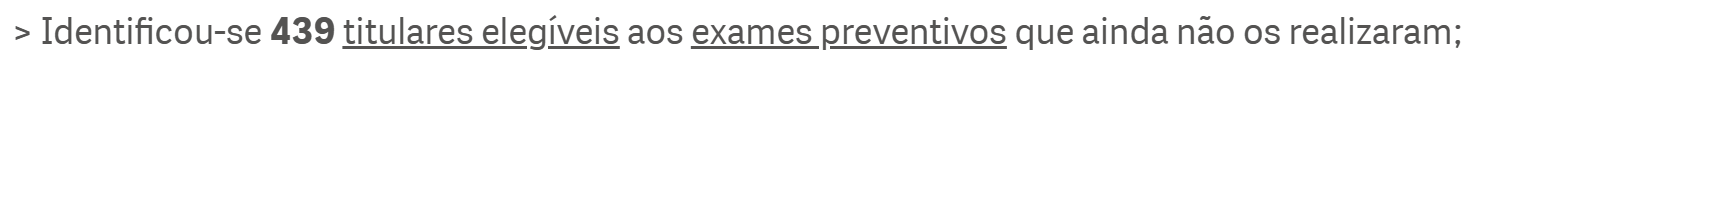 > Identificou-se 439 titulares elegíveis aos exames preventivos que ainda não os realizaram;